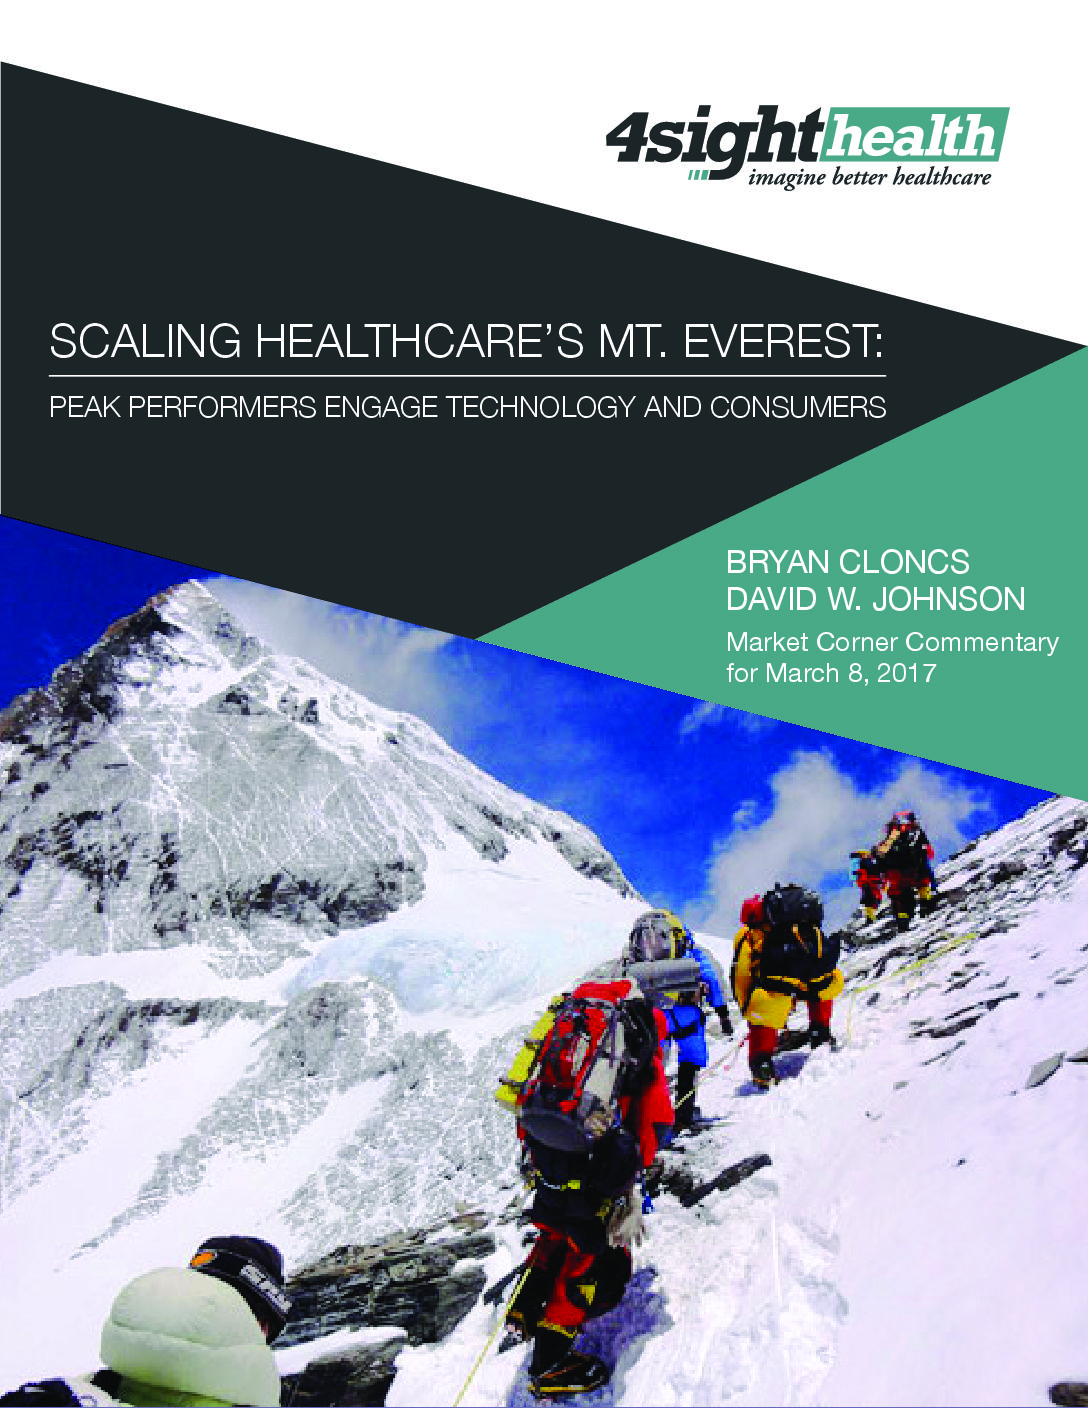 4sighthealth
imagine better healthcare
SCALING HEALTHCARE’S MT. EVEREST:
PEAK PERFORMERS ENGAGE TECHNOLOGY AND CONSUMERS
BRYAN CLONCS
DAVID W. JOHNSON
Market Corner Commentary
for March 8, 2017